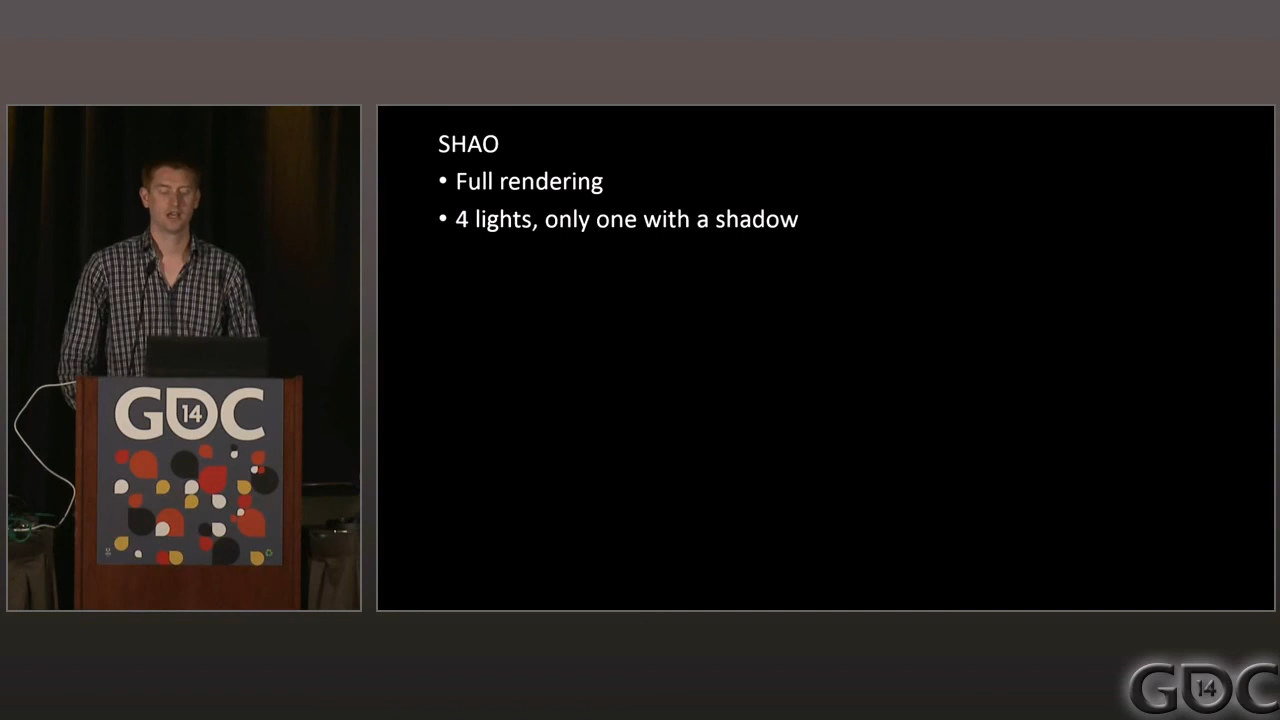 SHAO
• Full rendering
• 4 lights, only one with a shadow
GDC
14
GDC
14